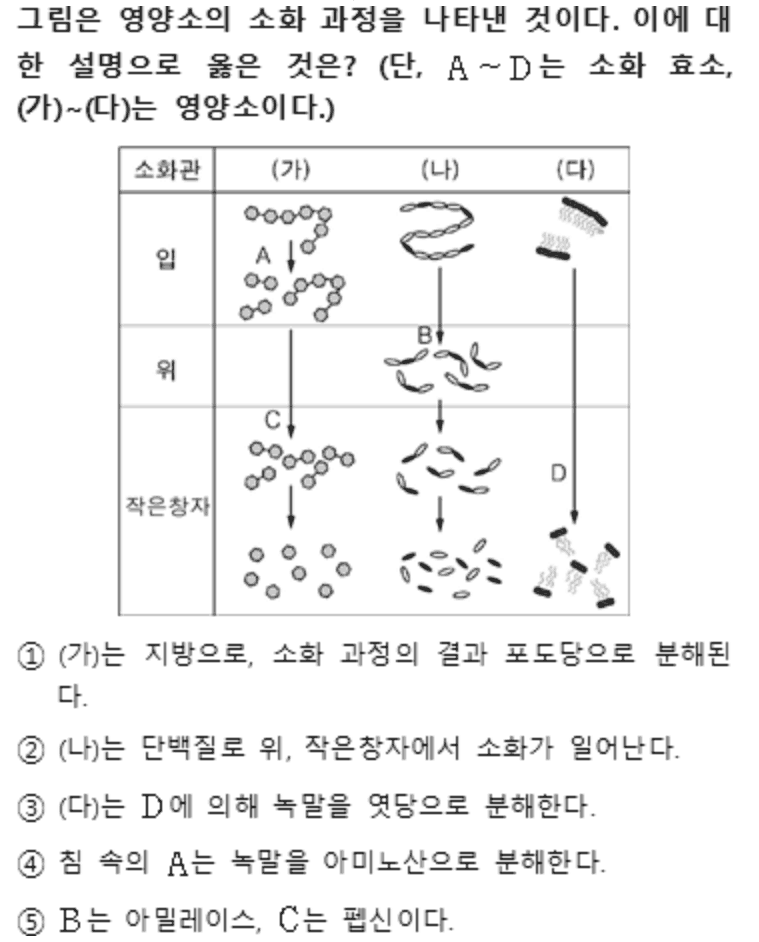 그림은 영양소의 소화 과정을 나타낸 것이다. 이에 대
한 설명으로 옳은 것은? (단, A ~ D는 소화 효소,
(가)~(다)는 영양소이다.)
소화관 (가) (나) (다)
입
A
B
위
C
D
작은창자
① (가)는 지방으로, 소화 과정의 결과 포도당으로 분해된
다.
② (나)는 단백질로 위, 작은창자에서 소화가 일어난다.
③ (다)는 D에 의해 녹말을 엿당으로 분해한다.
④ 침 속의 A는 녹말을 아미노산으로 분해한다.
⑤ B는 아밀레이스, C는 펩신이다.